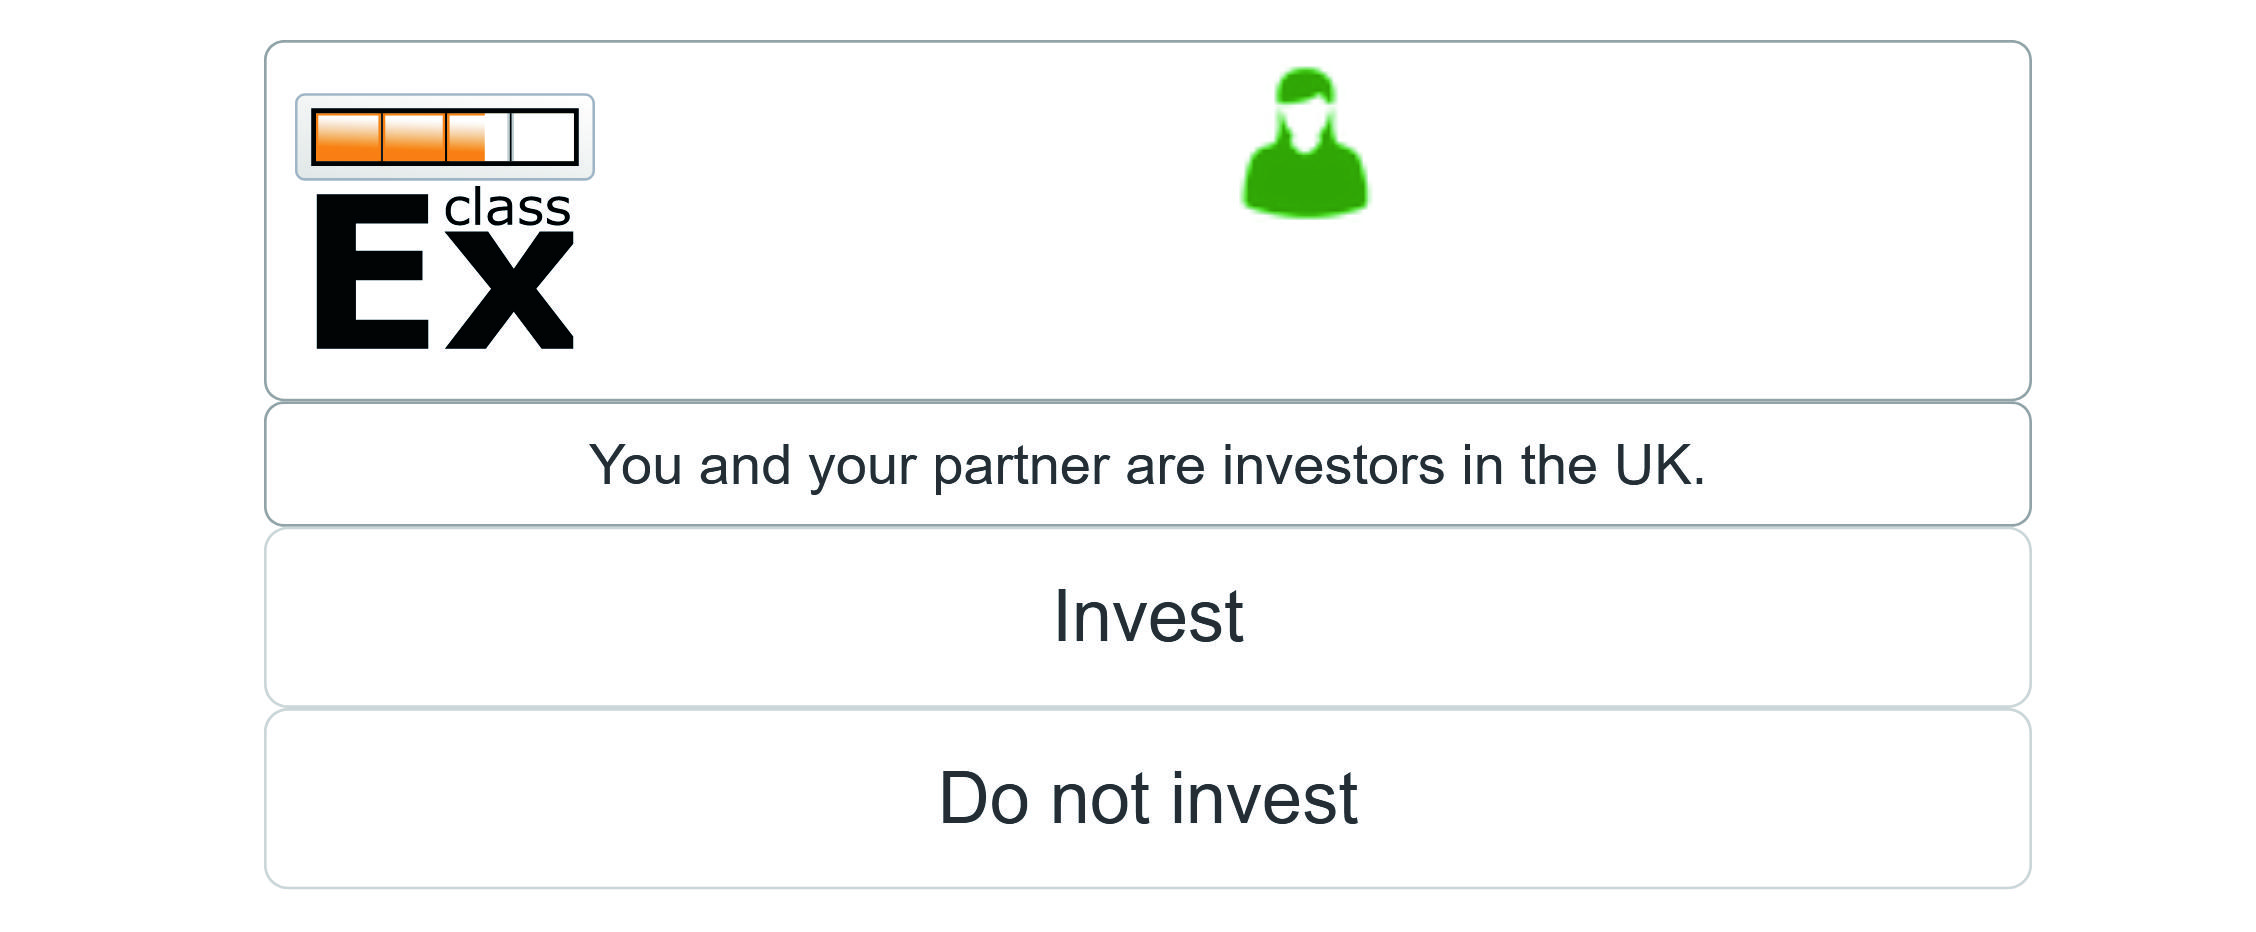 class
Ex
You and your partner are investors in the UK.
Invest
Do not invest